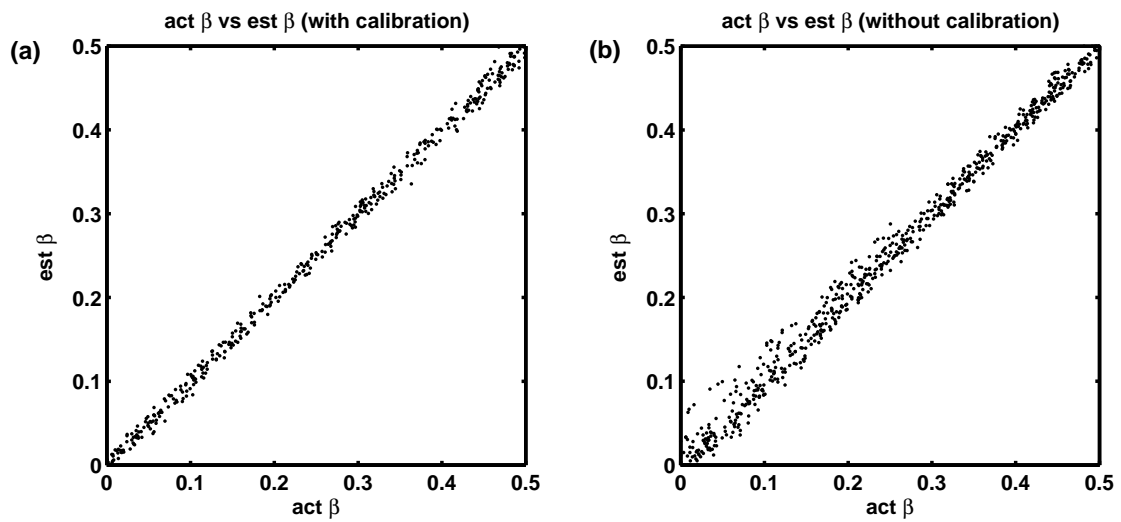 (a)
act β vs est β (with calibration)
0.5
0.4
0.3
0.2
0.1
0
est β
0 0.1 0.2 0.3 0.4 0.5
act β
(b)
act β vs est β (without calibration)
0.5
0.4
0.3
0.2
0.1
0
est β
0 0.1 0.2 0.3 0.4 0.5
act β